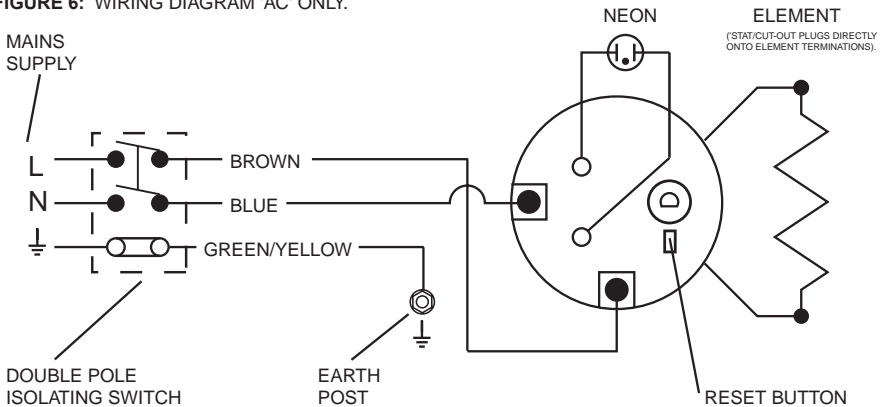 FIGURE 6: WIRING DIAGRAM 'AC' ONLY.
NEON
ELEMENT
('STAT/CUT-OUT PLUGS DIRECTLY
ONTO ELEMENT TERMINATIONS).
MAINS
SUPPLY
L
BROWN
N
BLUE
GREEN/YELLOW
DOUBLE POLE
ISOLATING SWITCH
EARTH
POST
RESET BUTTON